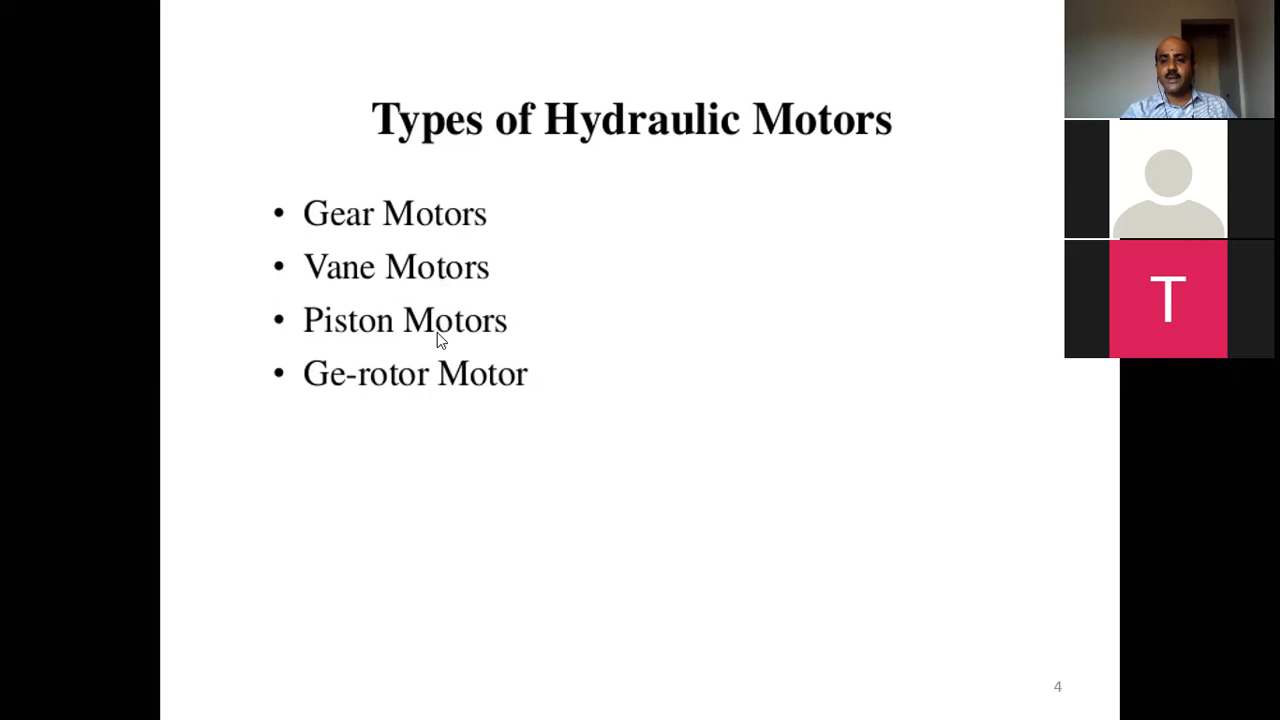 Types of Hydraulic Motors
• Gear Motors
• Vane Motors
• Piston Motors
• Ge-rotor Motor
T
4